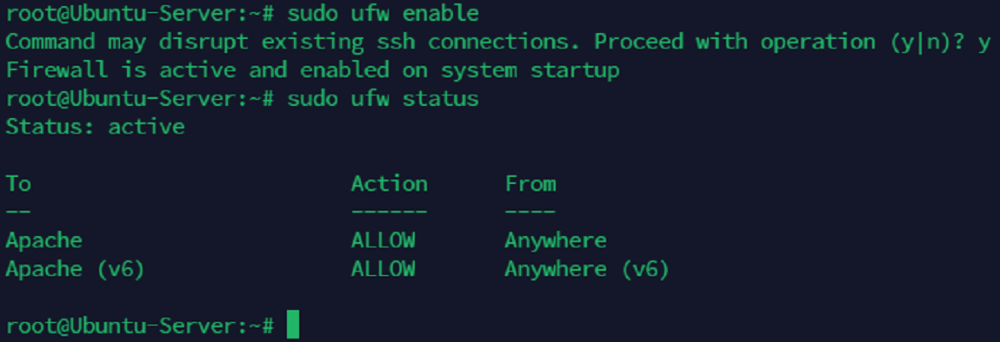 root@Ubuntu-Server:~# sudo ufw enable
Command may disrupt existing ssh connections. Proceed with operation (y|n)? y
Firewall is active and enabled on system startup
root@Ubuntu-Server:~# sudo ufw status
Status: active
To                         Action      From
--                         ------      ----
Apache                     ALLOW       Anywhere
Apache (v6)                ALLOW       Anywhere (v6)
root@Ubuntu-Server:~#